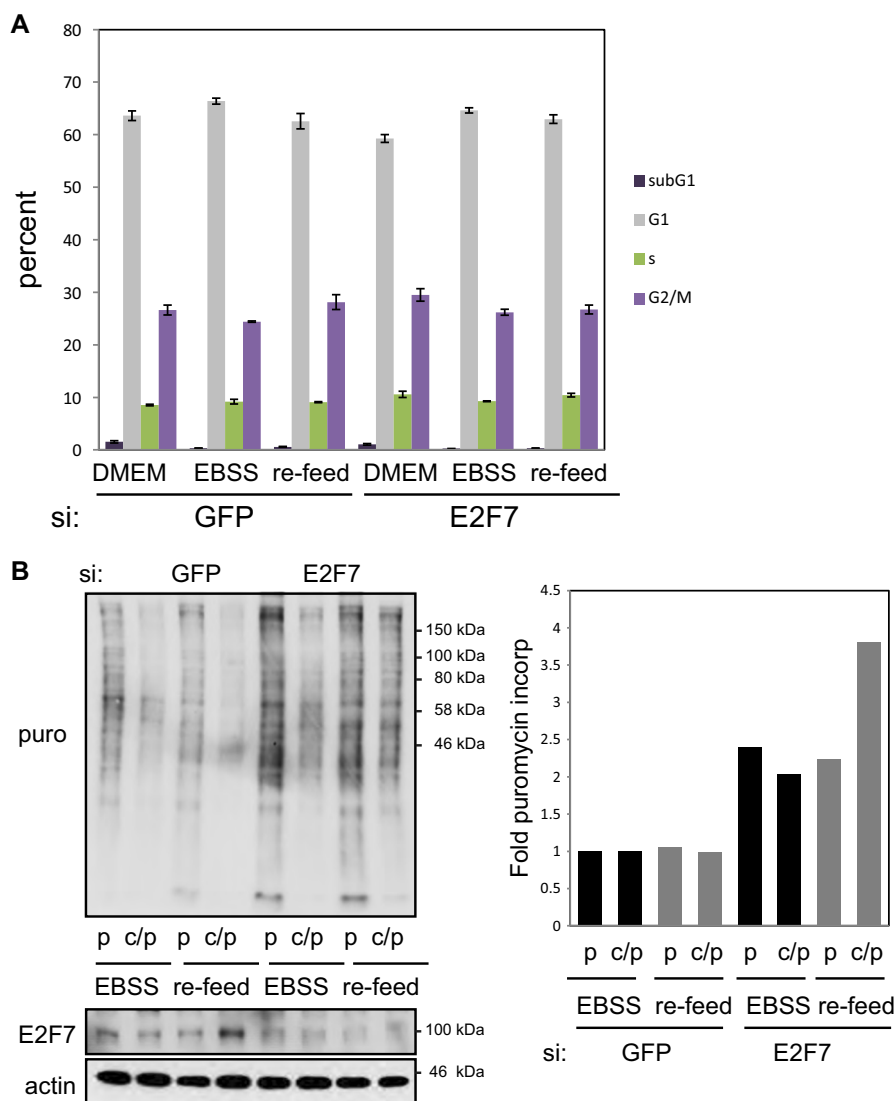 A
80
70
60
50
40
30
20
10
0
percent
subG1
G1
s
G2/M
DMEM EBSS re-feed DMEM EBSS re-feed
si: GFP E2F7
B
si: GFP E2F7
puro
150 kDa
100 kDa
80 kDa
58 kDa
46 kDa
p c/p p c/p p c/p p c/p
EBSS re-feed EBSS re-feed
E2F7
100 kDa
actin
46 kDa
4.5
4
3.5
3
2.5
2
1.5
1
0.5
0
Fold puromycin incorp
p c/p p c/p p c/p p c/p
EBSS re-feed EBSS re-feed
si: GFP E2F7